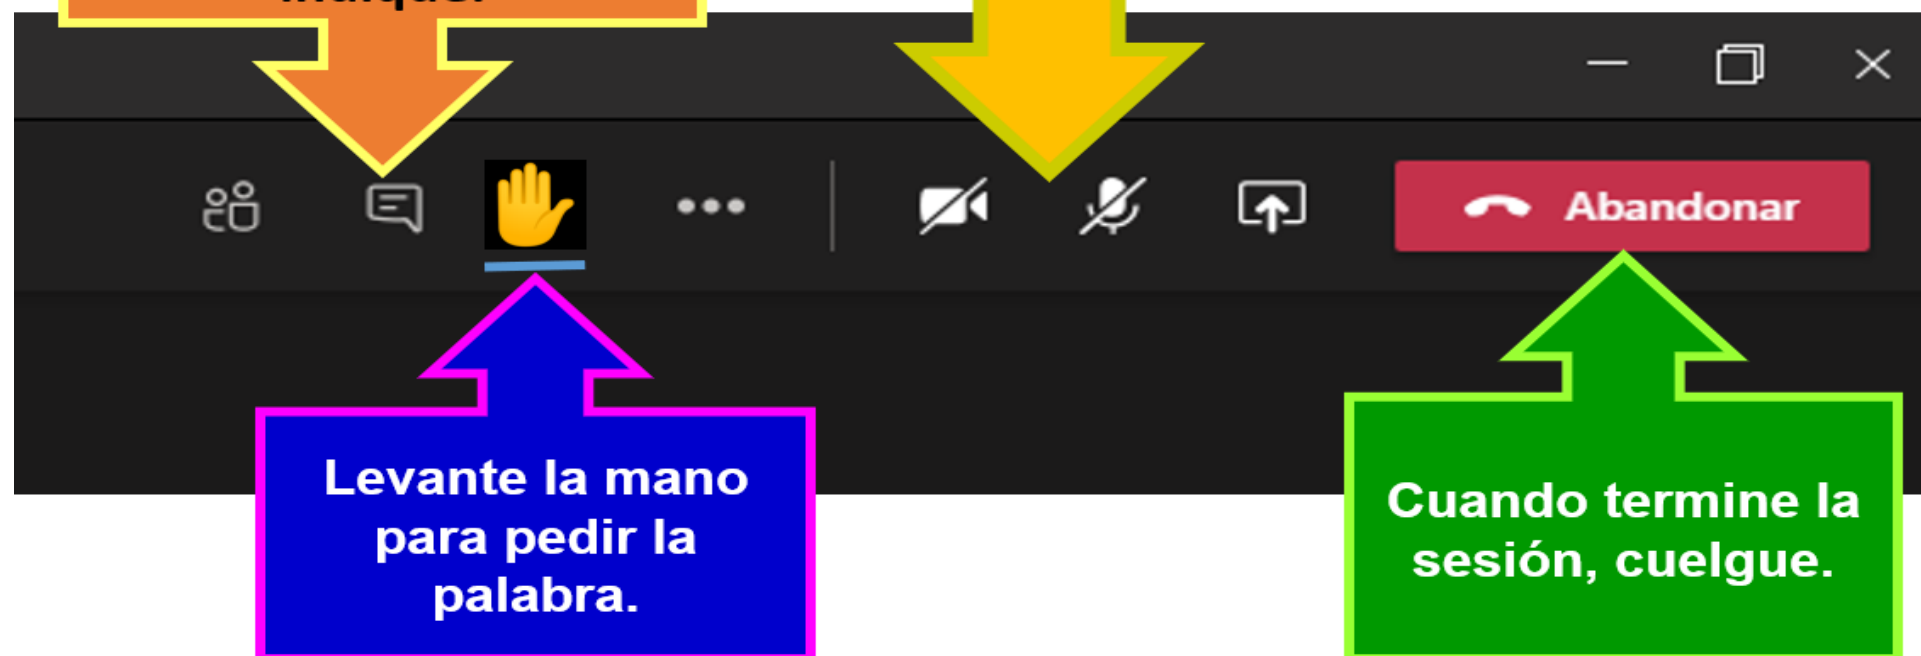 Abandonar
Levante la mano
para pedir la
palabra.
Cuando termine la
sesión, cuelgue.